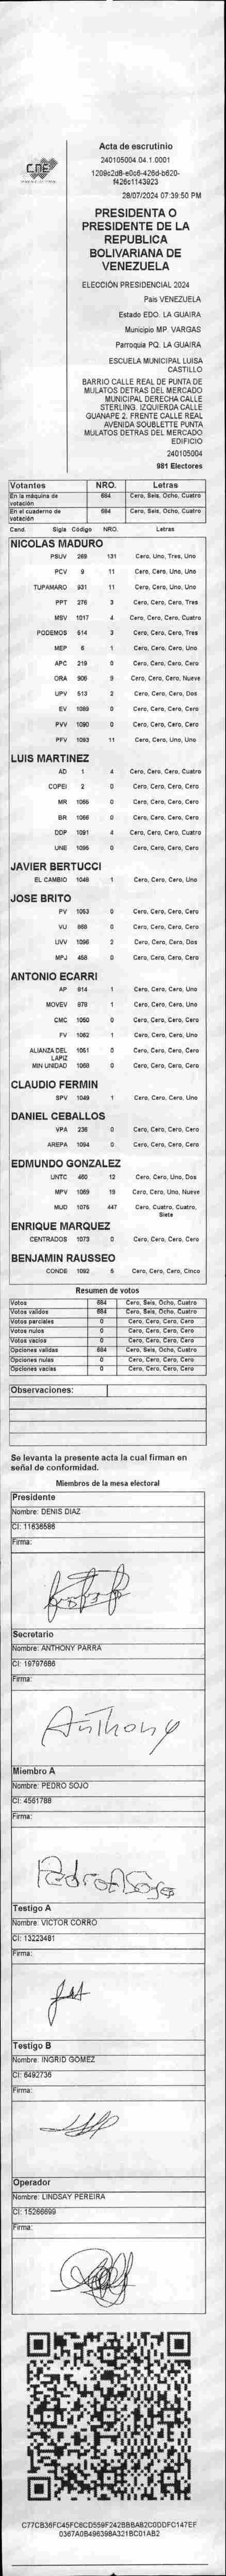 CNE
Acta de escrutinio
240105004.04.1.0001
28/07/2024 07:39:50 PM
PRESIDENTA O
PRESIDENTE DE LA
REPUBLICA
BOLIVARIANA DE
VENEZUELA
ELECCIÓN PRESIDENCIAL 2024
Pais VENEZUELA
Estado EDO. LA GUAIRA
Municipio MP. VARGAS
Parroquia PQ. LA GUAIRA
ESCUELA MUNICIPAL LUISA
CASTILLO
BARRIO CALLE REAL DE PUNTA DE
MULATOS DETRAS DEL MERCADO
MUNICIPAL DERECHA CALLE
STERLING. IZQUIERDA CALLE
GUANAPE 2. FRENTE CALLE REAL
AVENIDA SOUBLETTE PUNTA
MULATOS DETRAS DEL MERCADO
EDIFICIO
240105004
981 Electores
Votantes NRO. Letras
En la máquina de votación 684 Cero, Seis, Ocho, Cuatro
En el cuaderno de votación 684 Cero, Seis, Ocho, Cuatro
Cand. Sigla Código NRO. Letras
NICOLAS MADURO
PSUV 269 131 Cero, Uno, Tres, Uno
PCV 9 11 Cero, Cero, Uno, Uno
TUPAMARO 931 11 Cero, Cero, Uno, Uno
PPT 276 3 Cero, Cero, Cero, Tres
MSV 1017 4 Cero, Cero, Cero, Cuatro
PODEMOS 514 3 Cero, Cero, Cero, Tres
MEP 6 1 Cero, Cero, Cero, Uno
APC 219 0 Cero, Cero, Cero, Cero
ORA 906 9 Cero, Cero, Cero, Nueve
UPV 513 2 Cero, Cero, Cero, Dos
EV 1089 0 Cero, Cero, Cero, Cero
PVV 1090 0 Cero, Cero, Cero, Cero
PFV 1093 11 Cero, Cero, Uno, Uno
LUIS MARTINEZ
AD 1 4 Cero, Cero, Cero, Cuatro
COPEI 2 0 Cero, Cero, Cero, Cero
MR 0 Cero, Cero, Cero, Cero
BR 0 Cero, Cero, Cero, Cero
DDP 1091 4 Cero, Cero, Cero, Cuatro
UNE 0 Cero, Cero, Cero, Cero
JAVIER BERTUCCI
EL CAMBIO 1048 1 Cero, Cero, Cero, Uno
JOSE BRITO
PV 1053 0 Cero, Cero, Cero, Cero
VU 868 0 Cero, Cero, Cero, Cero
UVV 2 Cero, Cero, Cero, Dos
MPJ 458 0 Cero, Cero, Cero, Cero
ANTONIO ECARRI
AP 914 1 Cero, Cero, Cero, Uno
MOVEV 979 1 Cero, Cero, Cero, Uno
CMC 1050 0 Cero, Cero, Cero, Cero
FV 1062 1 Cero, Cero, Cero, Uno
ALIANZA DEL LAPIZ 1051 0 Cero, Cero, Cero, Cero
MIN UNIDAD 1068 0 Cero, Cero, Cero, Cero
CLAUDIO FERMIN
SPV 1049 1 Cero, Cero, Cero, Uno
DANIEL CEBALLOS
VPA 236 0 Cero, Cero, Cero, Cero
AREPA 1094 0 Cero, Cero, Cero, Cero
EDMUNDO GONZALEZ
UNTC 460 12 Cero, Cero, Uno, Dos
MPV 1069 19 Cero, Cero, Uno, Nueve
MUD 1075 447 Cero, Cuatro, Cuatro,
Siete
ENRIQUE MARQUEZ
CENTRADOS 1073 0 Cero, Cero, Cero, Cero
BENJAMIN RAUSSEO
CONDE 1092 5 Cero, Cero, Cero, Cinco
Resumen de votos
Votos 684 Cero, Seis, Ocho, Cuatro
Votos validos 684 Cero, Seis, Ocho, Cuatro
Votos parciales 0 Cero, Cero, Cero, Cero
Votos nulos 0 Cero, Cero, Cero, Cero
Votos vacios 0 Cero, Cero, Cero, Cero
Opciones validas 684 Cero, Seis, Ocho, Cuatro
Opciones nulas 0 Cero, Cero, Cero, Cero
Opciones vacias 0 Cero, Cero, Cero, Cero
Observaciones:
Se levanta la presente acta la cual firman en
señal de conformidad.
Miembros de la mesa electoral
Presidente
Nombre: DENIS DIAZ
CI: 11636586
Firma:
Secretario
Nombre: ANTHONY PARRA
CI: 19797686
Firma:
Anthony
Miembro A
Nombre: PEDRO SOJO
CI: 4561788
Firma:
Pedro A Sojo
Testigo A
Nombre: VICTOR CORRO
CI: 13223481
Firma:
Testigo B
Nombre: INGRID GOMEZ
CI: 6492736
Firma:
Operador
Nombre: LINDSAY PEREIRA
CI: 15266699
Firma: